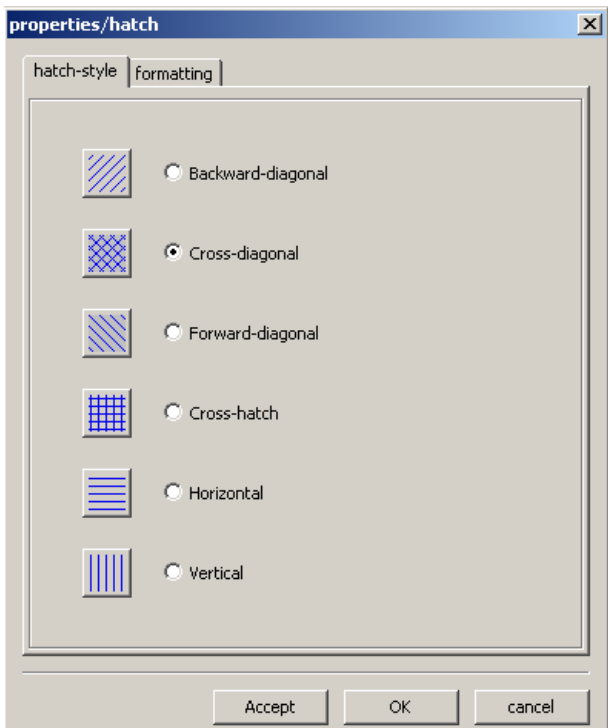 properties/hatch
hatch-style formatting
Backward-diagonal
Cross-diagonal
Forward-diagonal
Cross-hatch
Horizontal
Vertical
Accept OK cancel